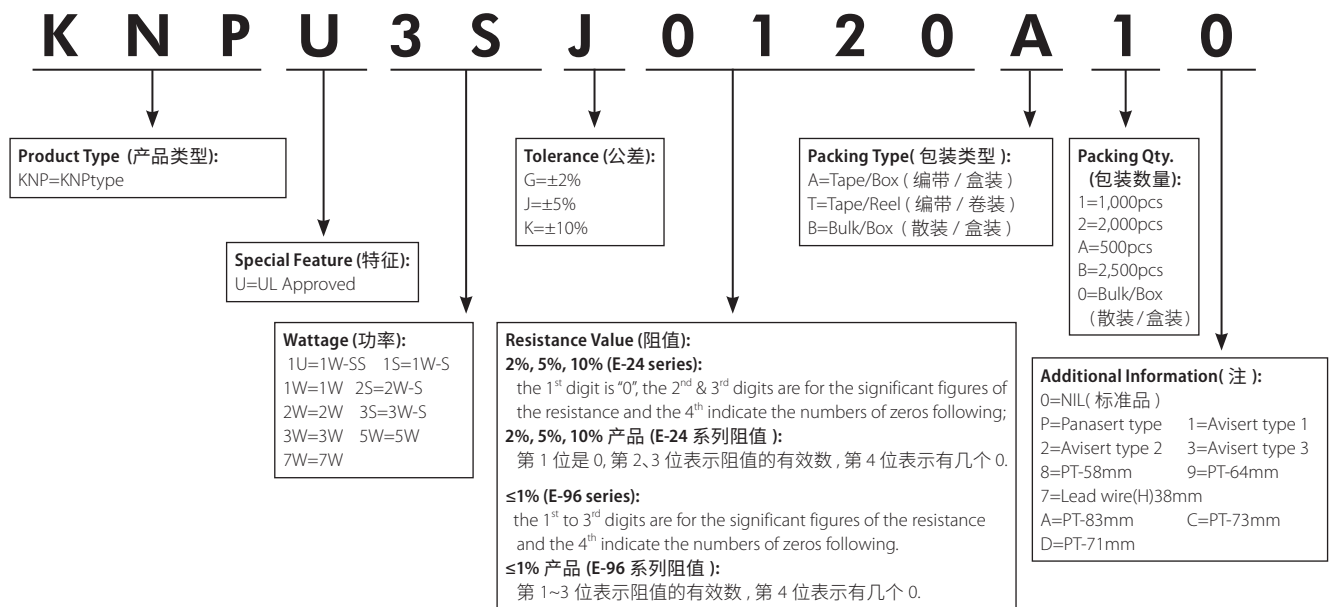 K N P U 3 S J 0 1 2 0 A 1 0
Product Type (产品类型):
KNP=KNPtype
Special Feature (特征):
U=UL Approved
Wattage (功率):
1U=1W-SS 1S=1W-S
1W=1W 2S=2W-S
2W=2W 3S=3W-S
3W=3W 5W=5W
7W=7W
Tolerance (公差):
G=±2%
J=±5%
K=±10%
Resistance Value (阻值):
2%, 5%, 10% (E-24 series):
the 1st digit is “0”, the 2nd & 3rd digits are for the significant figures of
the resistance and the 4th indicate the numbers of zeros following;
2%, 5%, 10% 产品 (E-24 系列阻值 ):
第 1 位是 0, 第 2、3 位表示阻值的有效数 , 第 4 位表示有几个 0.
≤1% (E-96 series):
the 1st to 3rd digits are for the significant figures of the resistance
and the 4th indicate the numbers of zeros following.
≤1% 产品 (E-96 系列阻值 ):
第 1~3 位表示阻值的有效数 , 第 4 位表示有几个 0.
Packing Type( 包装类型 ):
A=Tape/Box ( 编带 / 盒装 )
T=Tape/Reel ( 编带 / 卷装 )
B=Bulk/Box ( 散装 / 盒装 )
Packing Qty.
(包装数量):
1=1,000pcs
2=2,000pcs
A=500pcs
B=2,500pcs
0=Bulk/Box
(散装/盒装)
Additional Information( 注 ):
0=NIL( 标准品 )
P=Panasert type 1=Avisert type 1
2=Avisert type 2 3=Avisert type 3
8=PT-58mm 9=PT-64mm
7=Lead wire(H)38mm
A=PT-83mm C=PT-73mm
D=PT-71mm